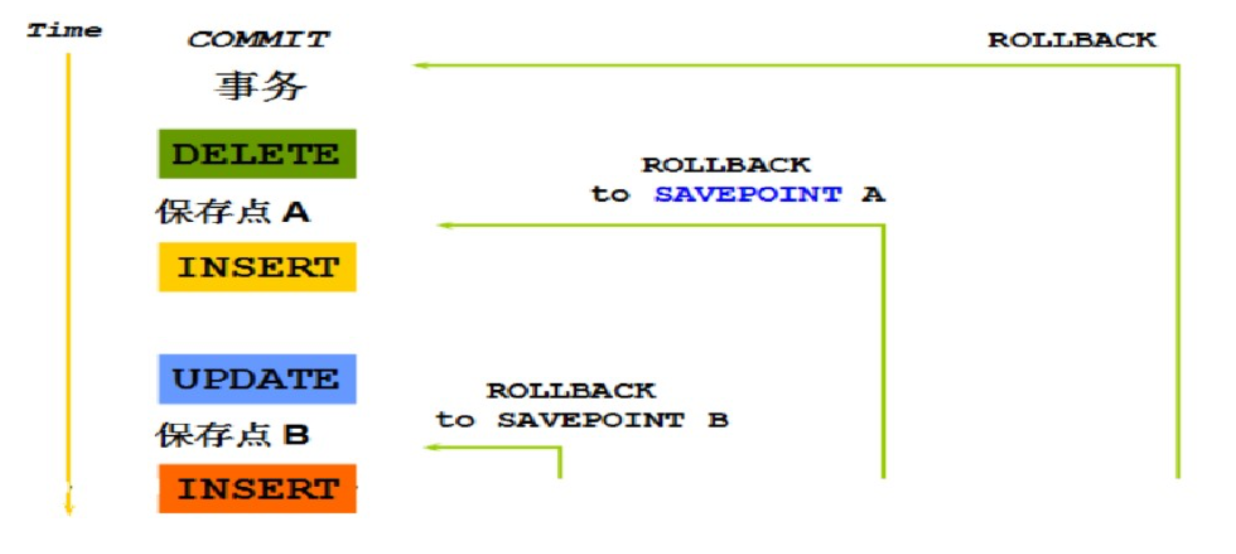 Time
COMMIT
ROLLBACK
事务
DELETE
ROLLBACK
to SAVEPOINT A
保存点 A
INSERT
UPDATE
ROLLBACK
to SAVEPOINT B
保存点 B
INSERT